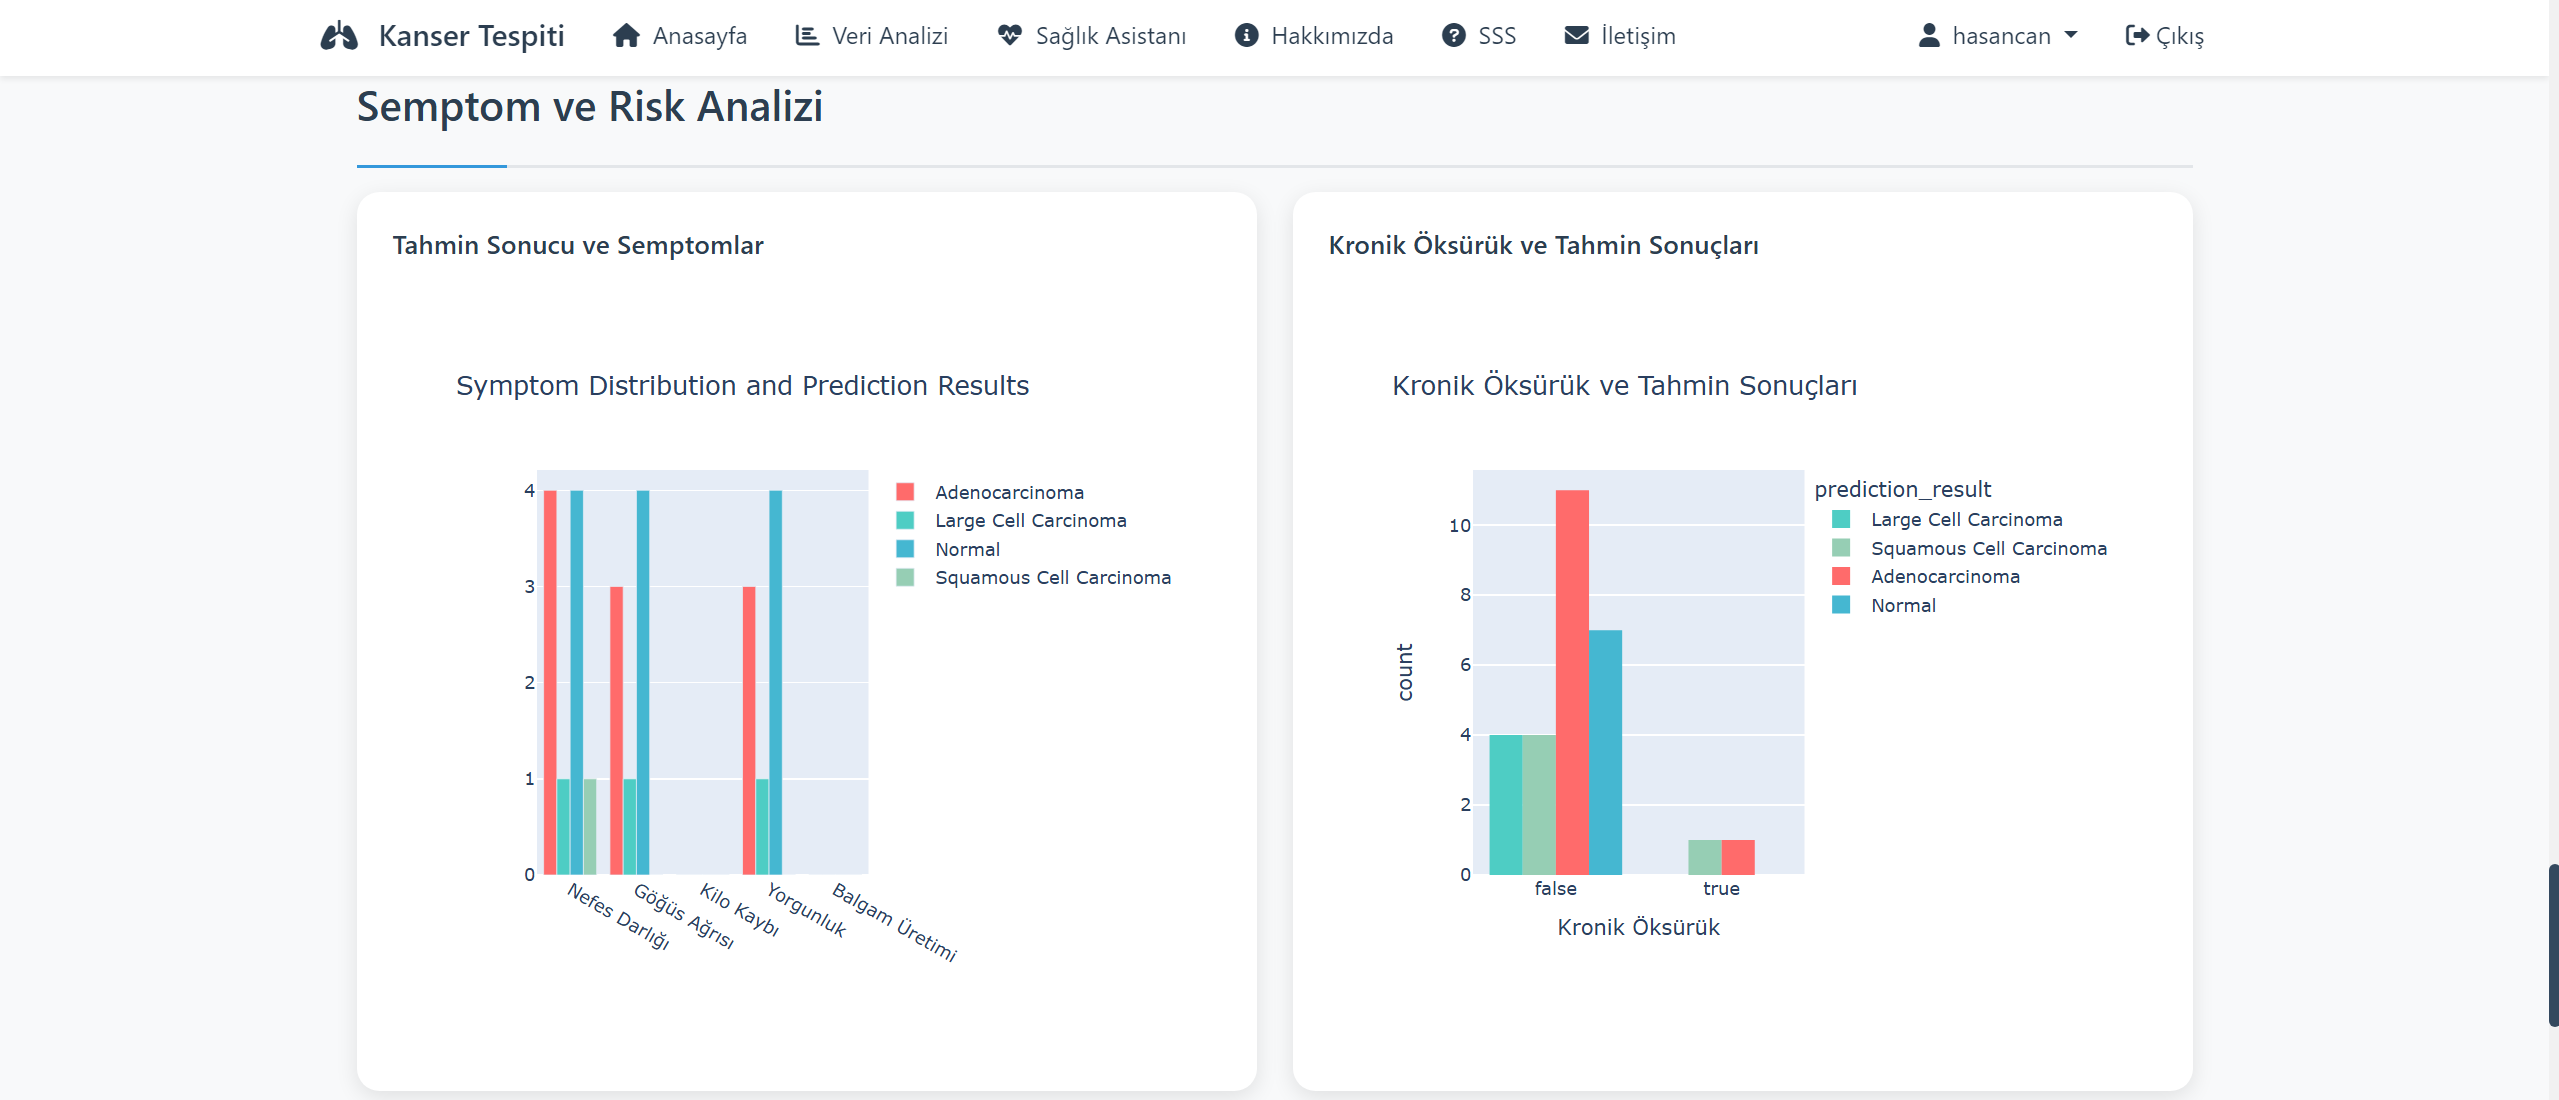 Kanser Tespiti Anasayfa Veri Analizi Sağlık Asistanı Hakkımızda SSS İletişim hasancan Çıkış
Semptom ve Risk Analizi
Tahmin Sonucu ve Semptomlar
Symptom Distribution and Prediction Results
4
3
2
1
0
Nefes Darlığı
Göğüs Ağrısı
Kilo Kaybı
Yorgunluk
Balgam Üretimi
Adenocarcinoma
Large Cell Carcinoma
Normal
Squamous Cell Carcinoma
Kronik Öksürük ve Tahmin Sonuçları
Kronik Öksürük ve Tahmin Sonuçları
count
10
8
6
4
2
0
false
true
Kronik Öksürük
prediction_result
Large Cell Carcinoma
Squamous Cell Carcinoma
Adenocarcinoma
Normal